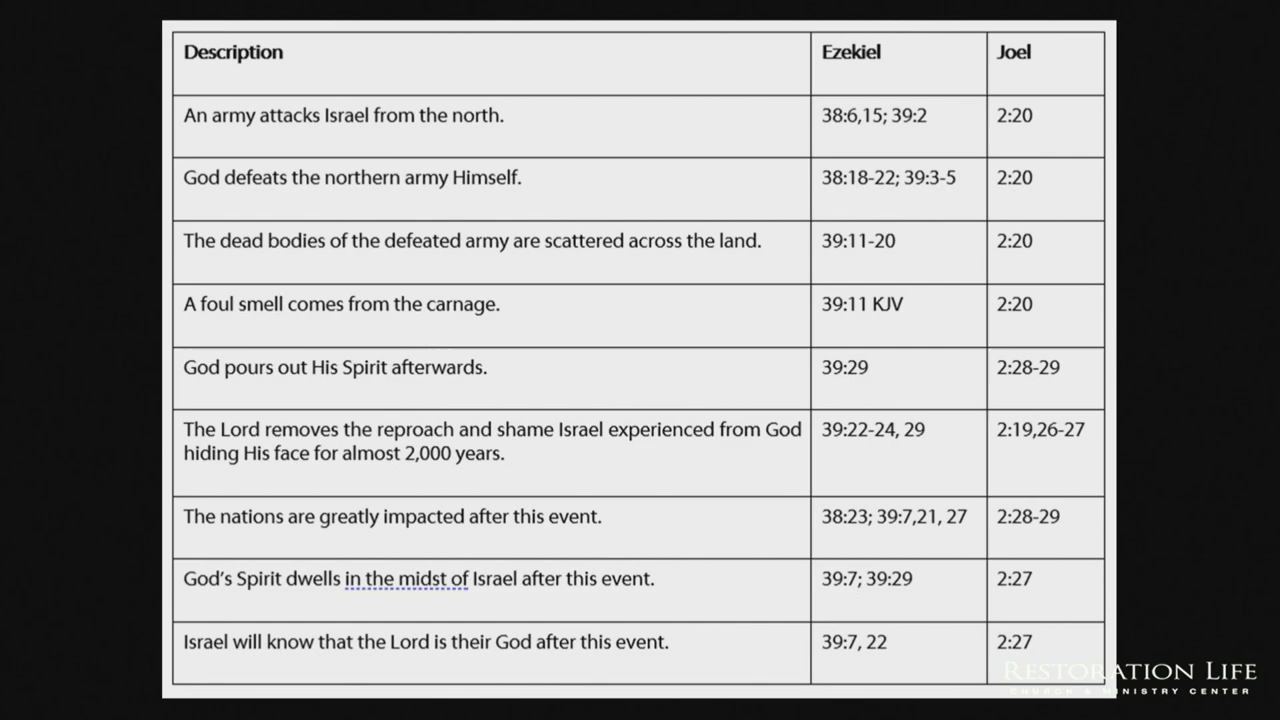 Description Ezekiel Joel
An army attacks Israel from the north. 38:6,15; 39:2 2:20
God defeats the northern army Himself. 38:18-22; 39:3-5 2:20
The dead bodies of the defeated army are scattered across the land. 39:11-20 2:20
A foul smell comes from the carnage. 39:11 KJV 2:20
God pours out His Spirit afterwards. 39:29 2:28-29
The Lord removes the reproach and shame Israel experienced from God 39:22-24, 29 2:19,26-27
hiding His face for almost 2,000 years.
The nations are greatly impacted after this event. 38:23; 39:7,21, 27 2:28-29
God's Spirit dwells in the midst of Israel after this event. 39:7; 39:29 2:27
Israel will know that the Lord is their God after this event. 39:7, 22 2:27
RESTORATION LIFE
CHURCH & MINISTRY CENTER